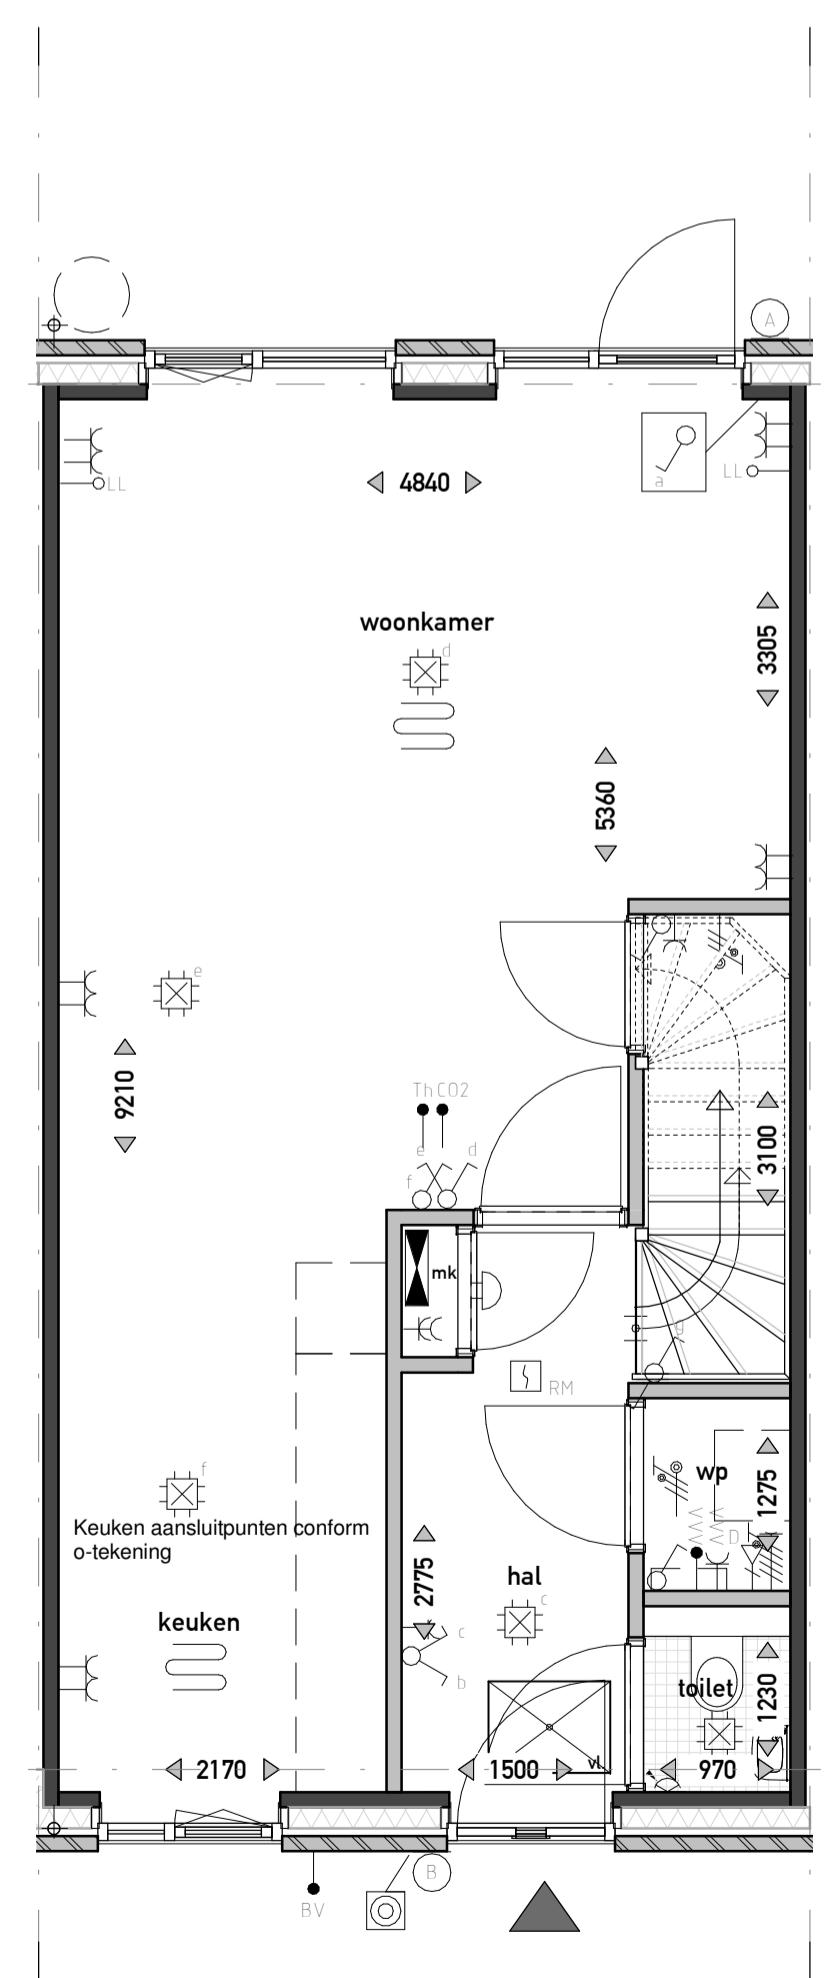 A
LL
a
LL
4840
woonkamer
d
3305
5360
e
9210
Th CO2
e
d
f
3100
mk
g
RM
f
wp
1275
Keuken aansluitpunten conform
o-tekening
D
hal
2775
c
keuken
c
b
toilet
1230
vl
2170
1500
970
B
BV